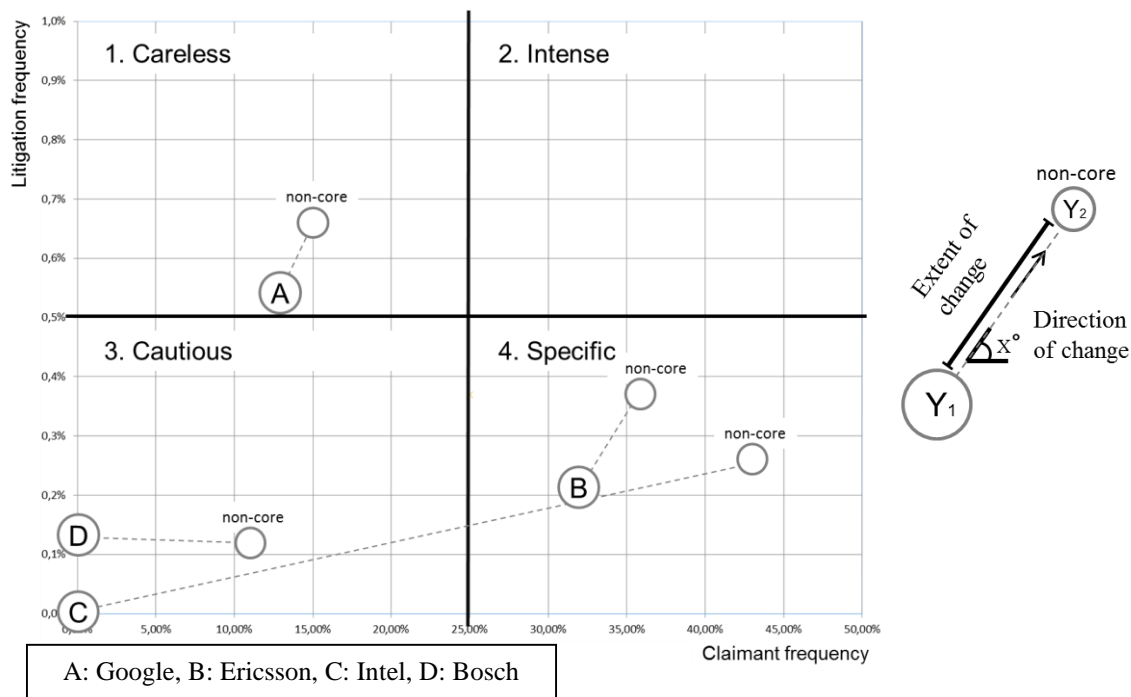 Litigation frequency
1,0%
0,9%
0,8%
0,7%
0,6%
0,5%
0,4%
0,3%
0,2%
0,1%
0,0
1. Careless
2. Intense
non-core
A
3. Cautious
4. Specific
non-core
non-core
B
D
non-core
C
5,00%
10,00%
15,00%
20,00%
25,00%
30,00%
35,00%
40,00%
45,00%
50,00%
Claimant frequency
A: Google, B: Ericsson, C: Intel, D: Bosch
non-core
Y2
Extent of
change
Direction
of change
X°
Y1